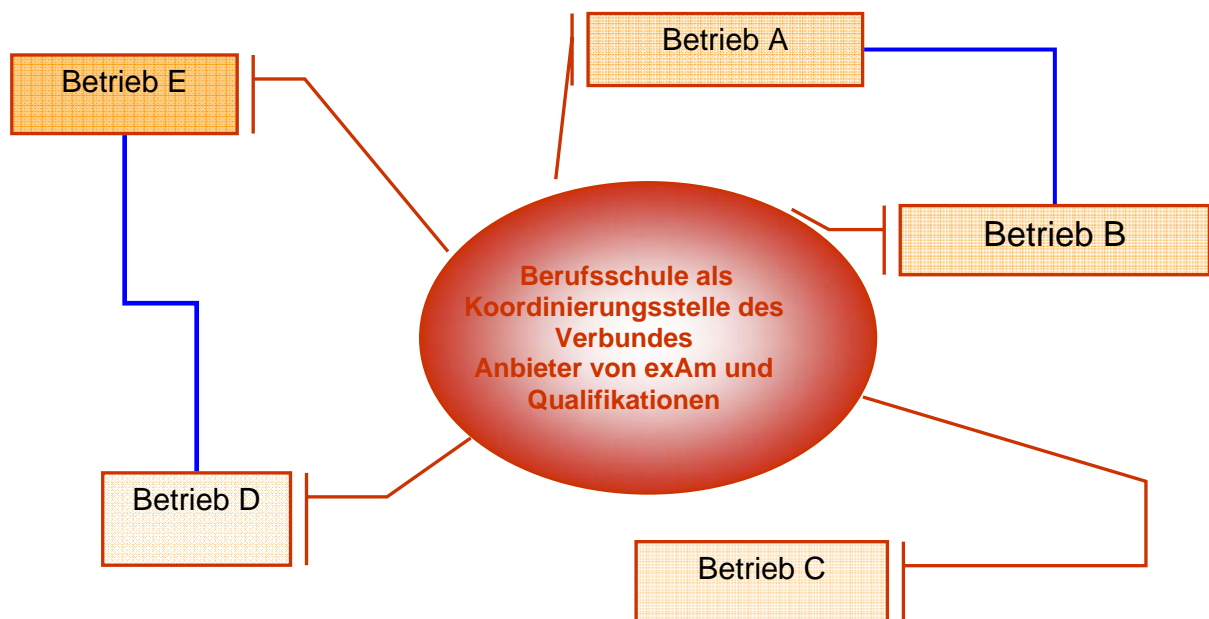 Betrieb A
Betrieb E
Betrieb B
Berufsschule als
Koordinierungsstelle des
Verbundes
Anbieter von exAm und
Qualifikationen
Betrieb D
Betrieb C